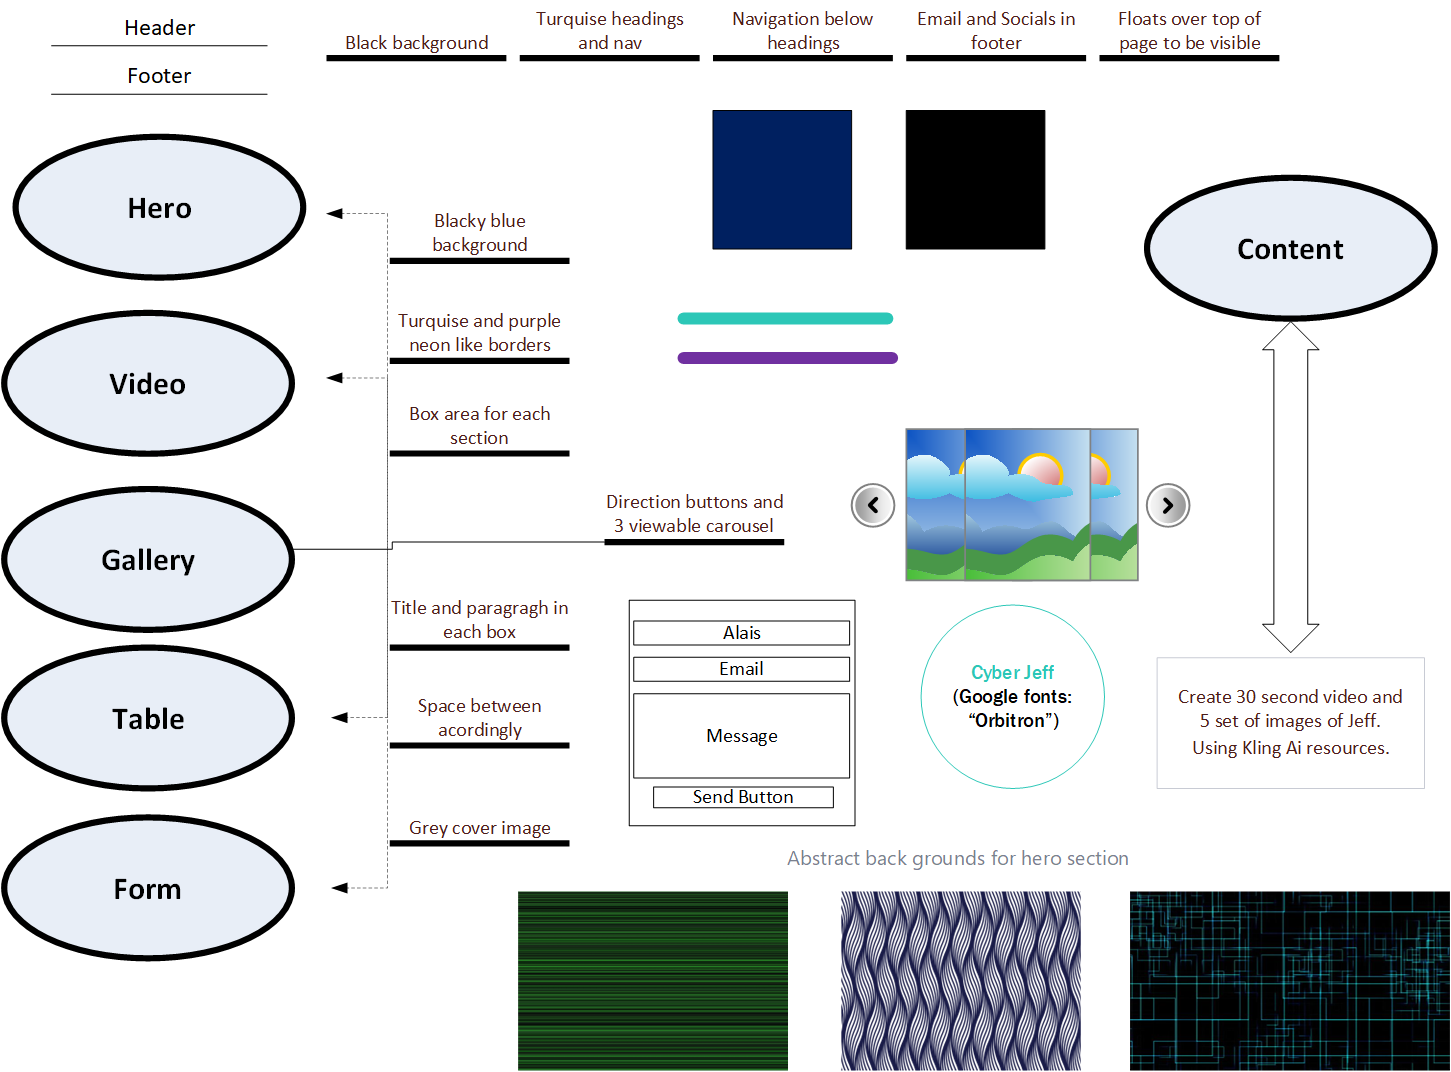 Header
Footer
Black background
Turquise headings
and nav
Navigation below
headings
Email and Socials in
footer
Floats over top of
page to be visible
Hero
Video
Gallery
Table
Form
Blacky blue
background
Turquise and purple
neon like borders
Box area for each
section
Direction buttons and
3 viewable carousel
Title and paragragh in
each box
Space between
acordingly
Grey cover image
Alais
Email
Message
Send Button
Cyber Jeff
(Google fonts:
“Orbitron”)
Content
Create 30 second video and
5 set of images of Jeff.
Using Kling Ai resources.
Abstract back grounds for hero section